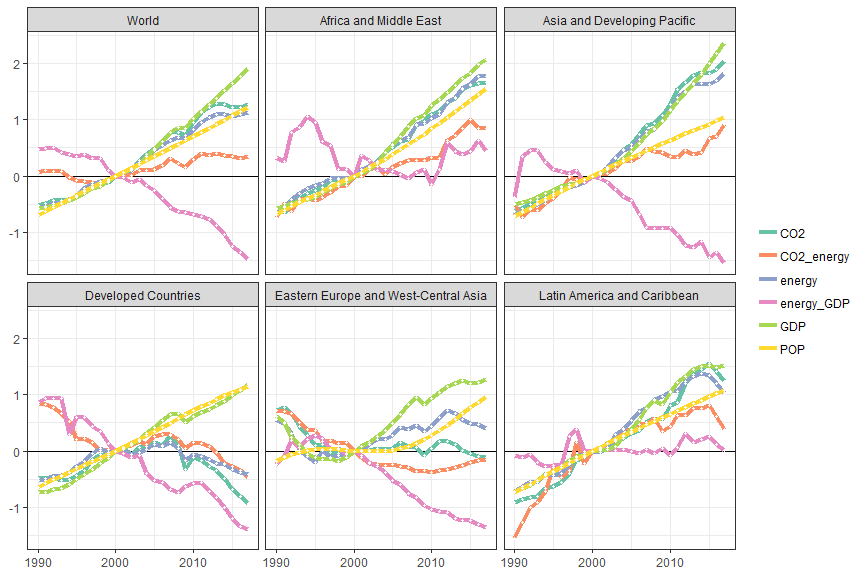 World
Africa and Middle East
Asia and Developing Pacific
2
1
0
-1
Developed Countries
Eastern Europe and West-Central Asia
Latin America and Caribbean
2
1
0
-1
1990
2000
2010
1990
2000
2010
1990
2000
2010
CO2
CO2_energy
energy
energy_GDP
GDP
POP